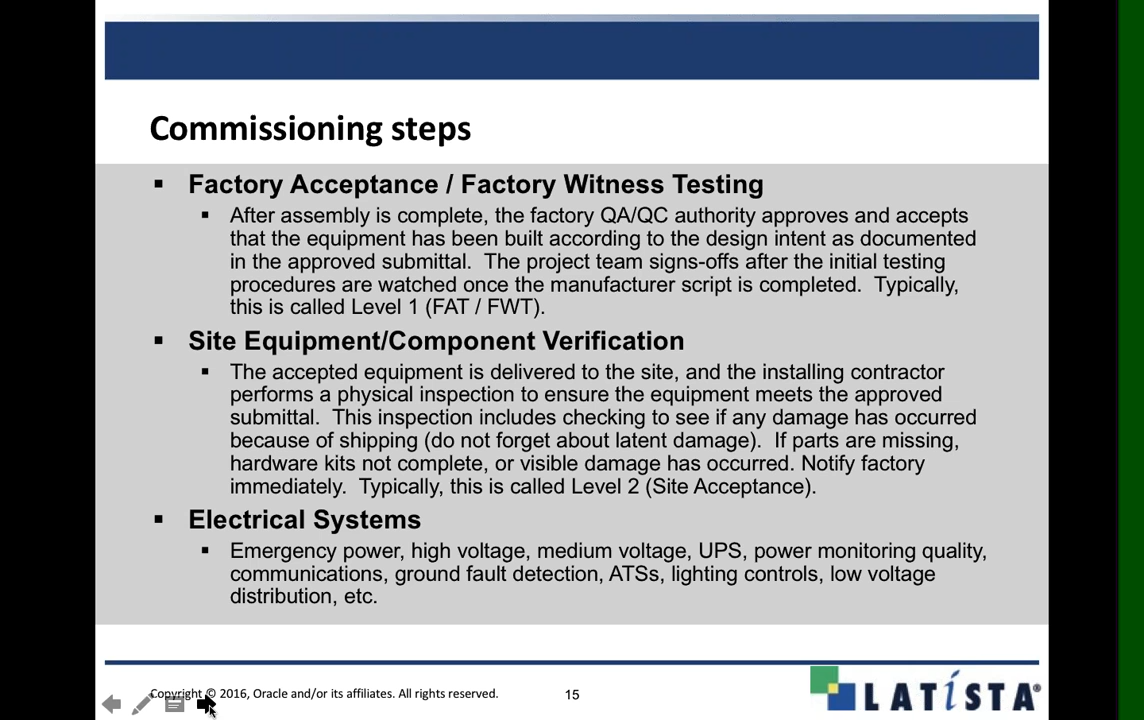 Commissioning steps
▪ Factory Acceptance / Factory Witness Testing
▪ After assembly is complete, the factory QA/QC authority approves and accepts
that the equipment has been built according to the design intent as documented
in the approved submittal.  The project team signs-offs after the initial testing
procedures are watched once the manufacturer script is completed.  Typically,
this is called Level 1 (FAT / FWT).
▪ Site Equipment/Component Verification
▪ The accepted equipment is delivered to the site, and the installing contractor
performs a physical inspection to ensure the equipment meets the approved
submittal.  This inspection includes checking to see if any damage has occurred
because of shipping (do not forget about latent damage).  If parts are missing,
hardware kits not complete, or visible damage has occurred. Notify factory
immediately.  Typically, this is called Level 2 (Site Acceptance).
▪ Electrical Systems
▪ Emergency power, high voltage, medium voltage, UPS, power monitoring quality,
communications, ground fault detection, ATSs, lighting controls, low voltage
distribution, etc.
Copyright © 2016, Oracle and/or its affiliates. All rights reserved.
15
LATíSTA®